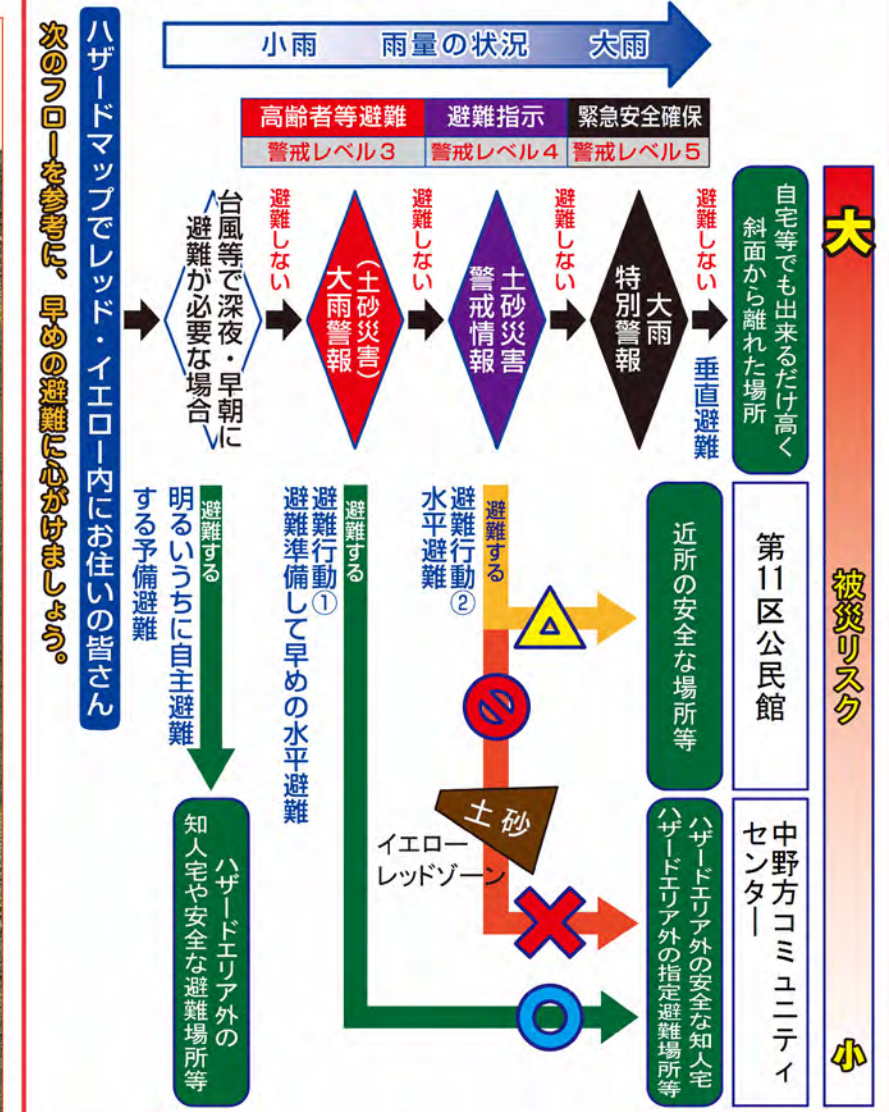 次のフローを参考に、早めの避難に心がけましょう。
ハザードマップでレッド・イエロー内にお住いの皆さん
小雨 雨量の状況 大雨
高齢者等避難 避難指示 緊急安全確保
警戒レベル3 警戒レベル4 警戒レベル5
台風等で深夜・早朝に
避難が必要な場合
避難しない
(土砂災害)
大雨警報
避難しない
土砂災害
警戒情報
避難しない
大雨
特別警報
避難しない
垂直避難
自宅等でも出来るだけ高く
斜面から離れた場所
避難する
明るいうちに自主避難
する予備避難
ハザードエリア外の
知人宅や安全な避難場所等
避難する
避難行動①
避難準備して早めの水平避難
避難する
避難行動②
水平避難
土砂
イエロー
レッドゾーン
近所の安全な場所等
第11区公民館
ハザードエリア外の安全な知人宅
ハザードエリア外の指定避難場所等
中野方コミュニティ
センター
大
被災リスク
小